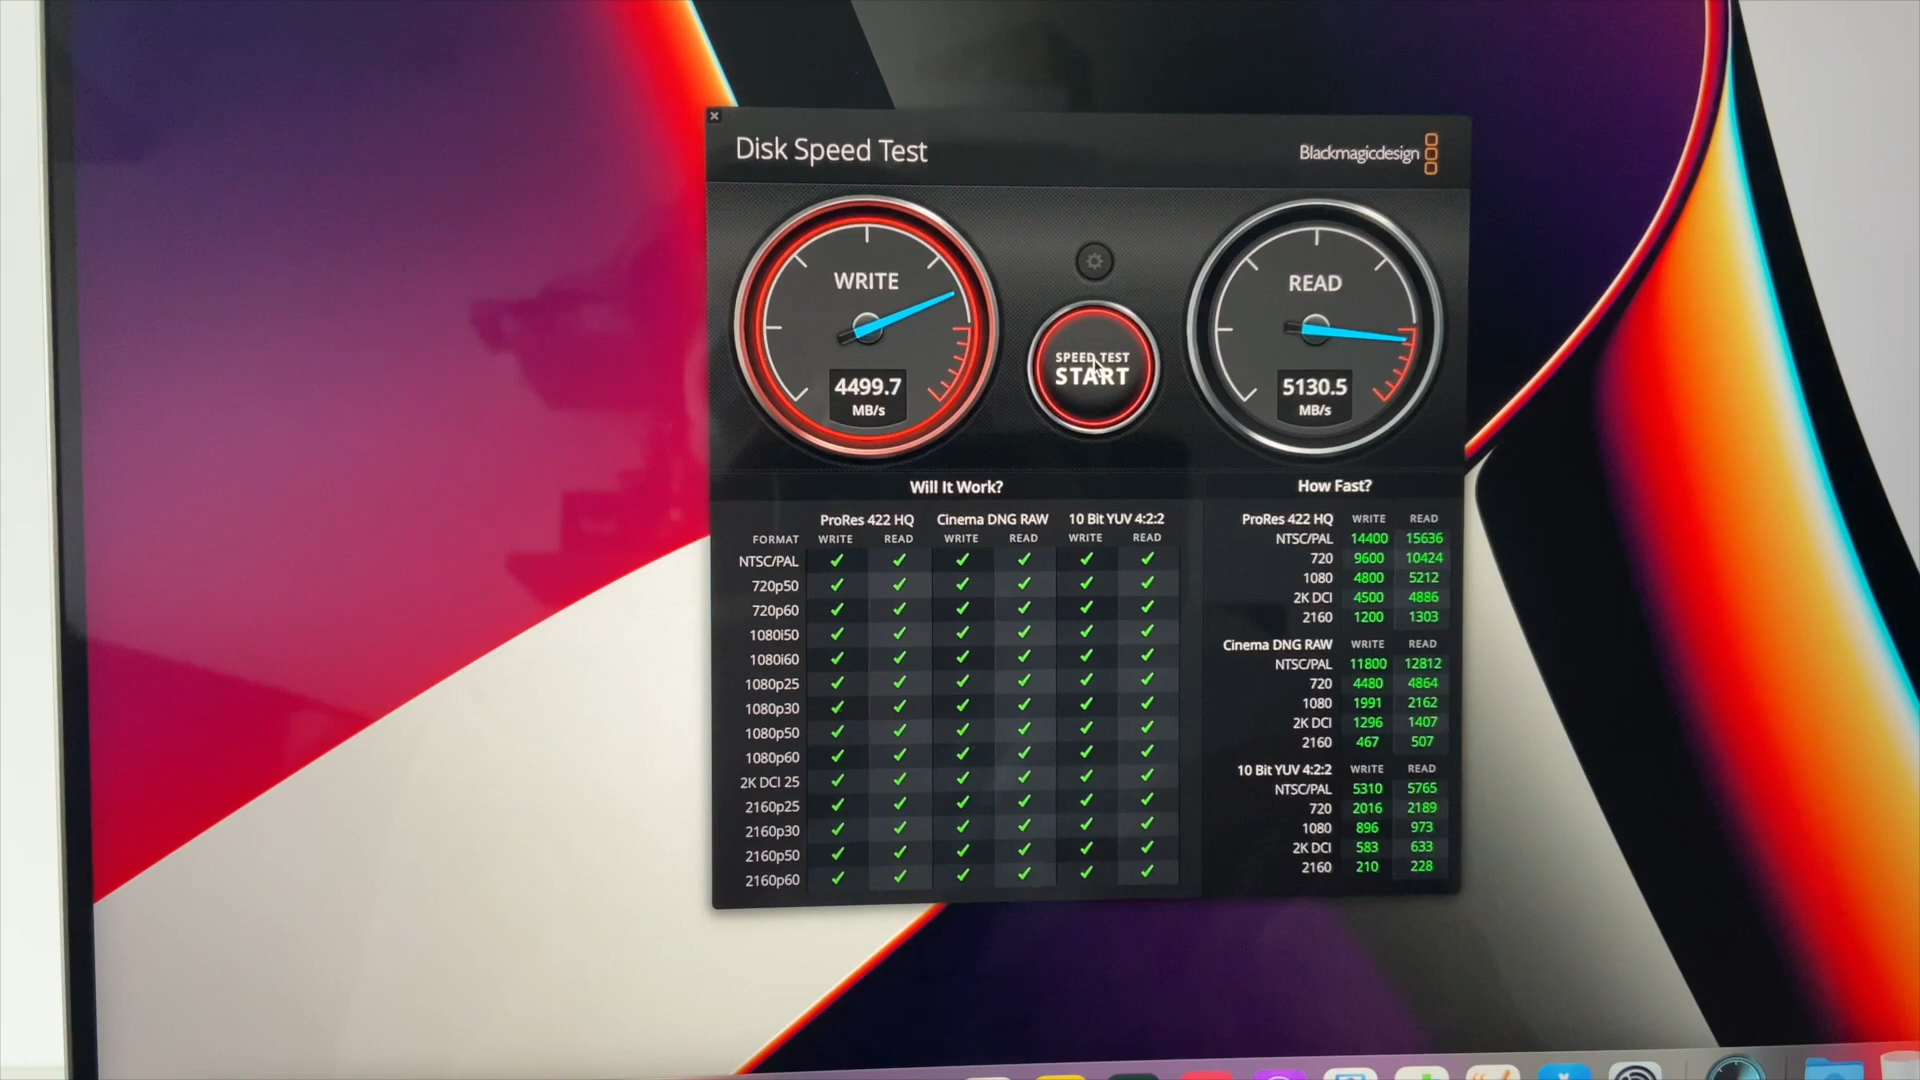 Disk Speed Test
Blackmagicdesign
WRITE
4499.7
MB/s
SPEED TEST
START
READ
5130.5
MB/s
Will It Work?
ProRes 422 HQ Cinema DNG RAW 10 Bit YUV 4:2:2
FORMAT WRITE READ WRITE READ WRITE READ
NTSC/PAL ✓ ✓ ✓ ✓ ✓ ✓
720p50 ✓ ✓ ✓ ✓ ✓ ✓
720p60 ✓ ✓ ✓ ✓ ✓ ✓
1080i50 ✓ ✓ ✓ ✓ ✓ ✓
1080i60 ✓ ✓ ✓ ✓ ✓ ✓
1080p25 ✓ ✓ ✓ ✓ ✓ ✓
1080p30 ✓ ✓ ✓ ✓ ✓ ✓
1080p50 ✓ ✓ ✓ ✓ ✓ ✓
1080p60 ✓ ✓ ✓ ✓ ✓ ✓
2K DCI 25 ✓ ✓ ✓ ✓ ✓ ✓
2160p25 ✓ ✓ ✓ ✓ ✓ ✓
2160p30 ✓ ✓ ✓ ✓ ✓ ✓
2160p50 ✓ ✓ ✓ ✓ ✓ ✓
2160p60 ✓ ✓ ✓ ✓ ✓ ✓
How Fast?
ProRes 422 HQ WRITE READ
NTSC/PAL 14400 15636
720 9600 10424
1080 4800 5212
2K DCI 4500 4886
2160 1200 1303
Cinema DNG RAW WRITE READ
NTSC/PAL 11800 12812
720 4480 4864
1080 1991 2162
2K DCI 1296 1407
2160 467 507
10 Bit YUV 4:2:2 WRITE READ
NTSC/PAL 5310 5765
720 2016 2189
1080 896 973
2K DCI 583 633
2160 210 228